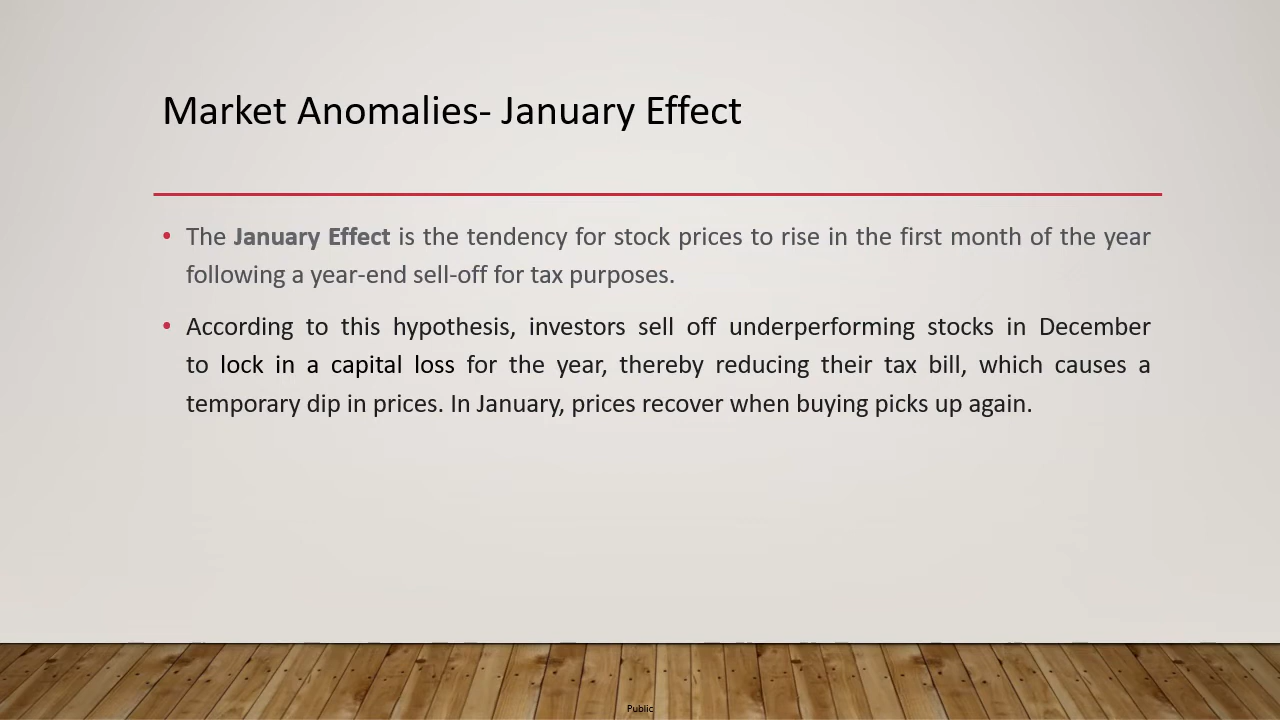 Market Anomalies- January Effect
• The January Effect is the tendency for stock prices to rise in the first month of the year
following a year-end sell-off for tax purposes.
• According to this hypothesis, investors sell off underperforming stocks in December
to lock in a capital loss for the year, thereby reducing their tax bill, which causes a
temporary dip in prices. In January, prices recover when buying picks up again.
Public